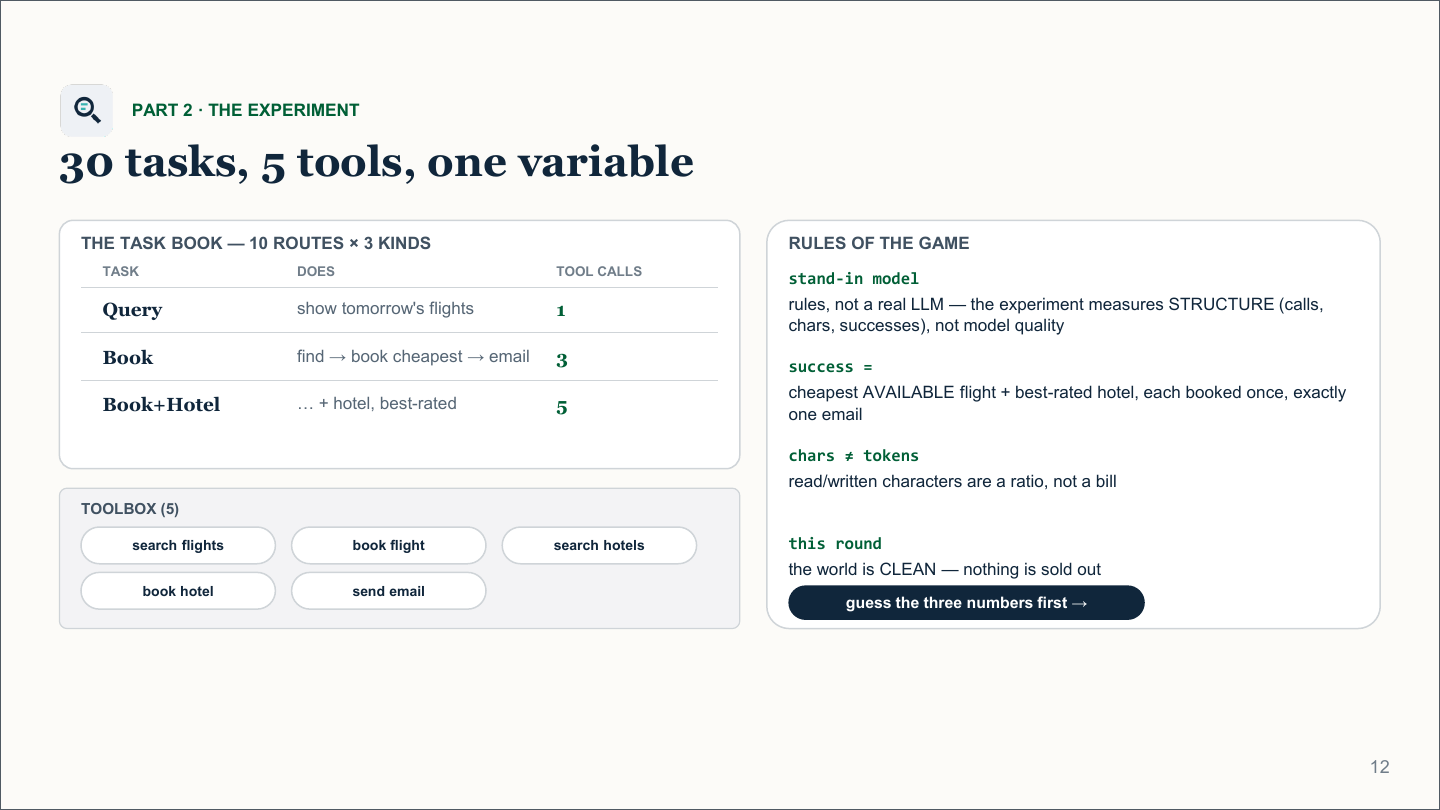 PART 2 · THE EXPERIMENT
30 tasks, 5 tools, one variable
THE TASK BOOK — 10 ROUTES × 3 KINDS
TASK DOES TOOL CALLS
Query show tomorrow's flights 1
Book find → book cheapest → email 3
Book+Hotel … + hotel, best-rated 5
TOOLBOX (5)
search flights book flight search hotels
book hotel send email
RULES OF THE GAME
stand-in model
rules, not a real LLM — the experiment measures STRUCTURE (calls,
chars, successes), not model quality
success =
cheapest AVAILABLE flight + best-rated hotel, each booked once, exactly
one email
chars ≠ tokens
read/written characters are a ratio, not a bill
this round
the world is CLEAN — nothing is sold out
guess the three numbers first →
12